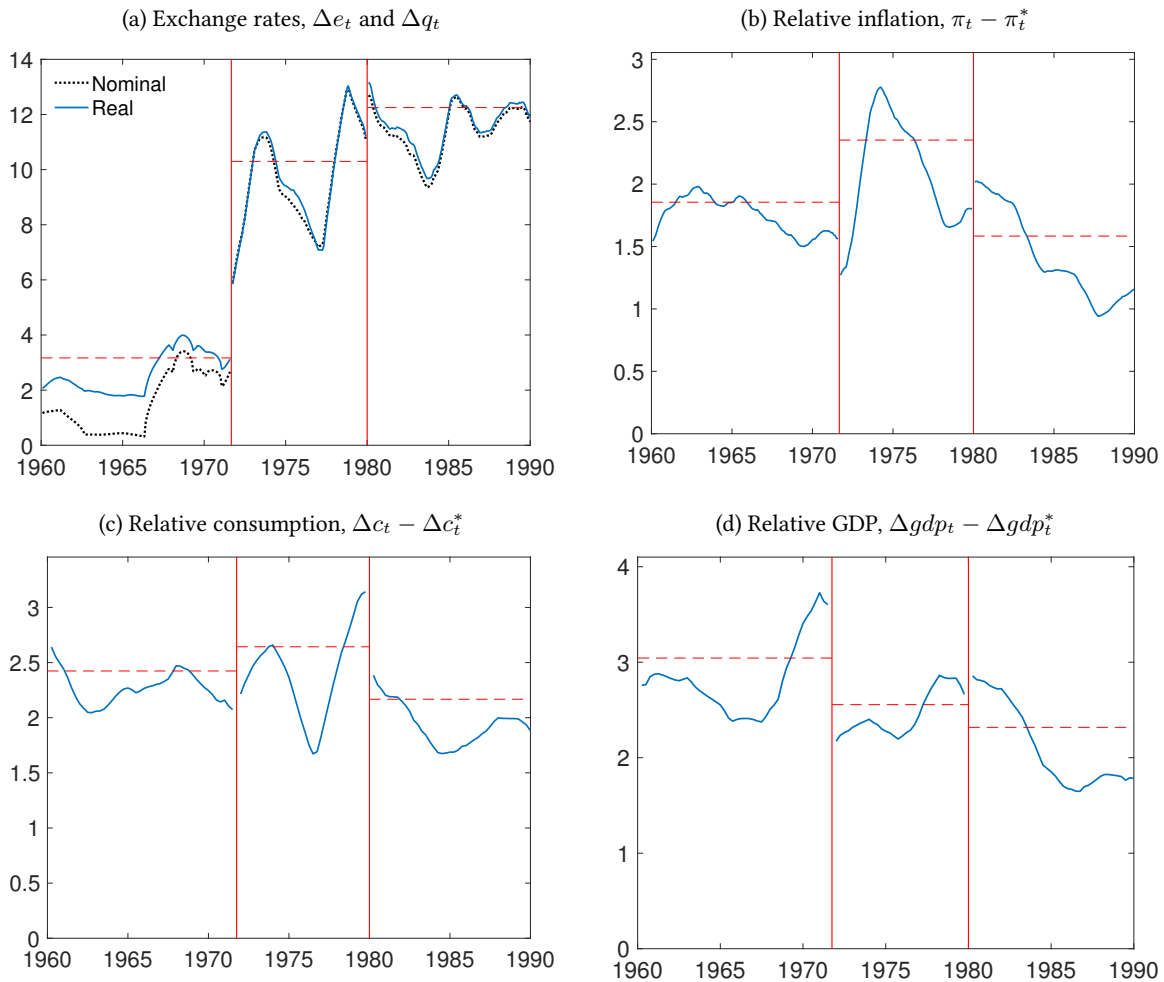 (a) Exchange rates, Δe_t and Δq_t
14
12
10
8
6
4
2
0
Nominal
Real
1960 1965 1970 1975 1980 1985 1990
(b) Relative inflation, π_t − π_t^*
3
2.5
2
1.5
1
0.5
0
1960 1965 1970 1975 1980 1985 1990
(c) Relative consumption, Δc_t − Δc_t^*
3
2.5
2
1.5
1
0.5
0
1960 1965 1970 1975 1980 1985 1990
(d) Relative GDP, Δgdp_t − Δgdp_t^*
4
3
2
1
0
1960 1965 1970 1975 1980 1985 1990